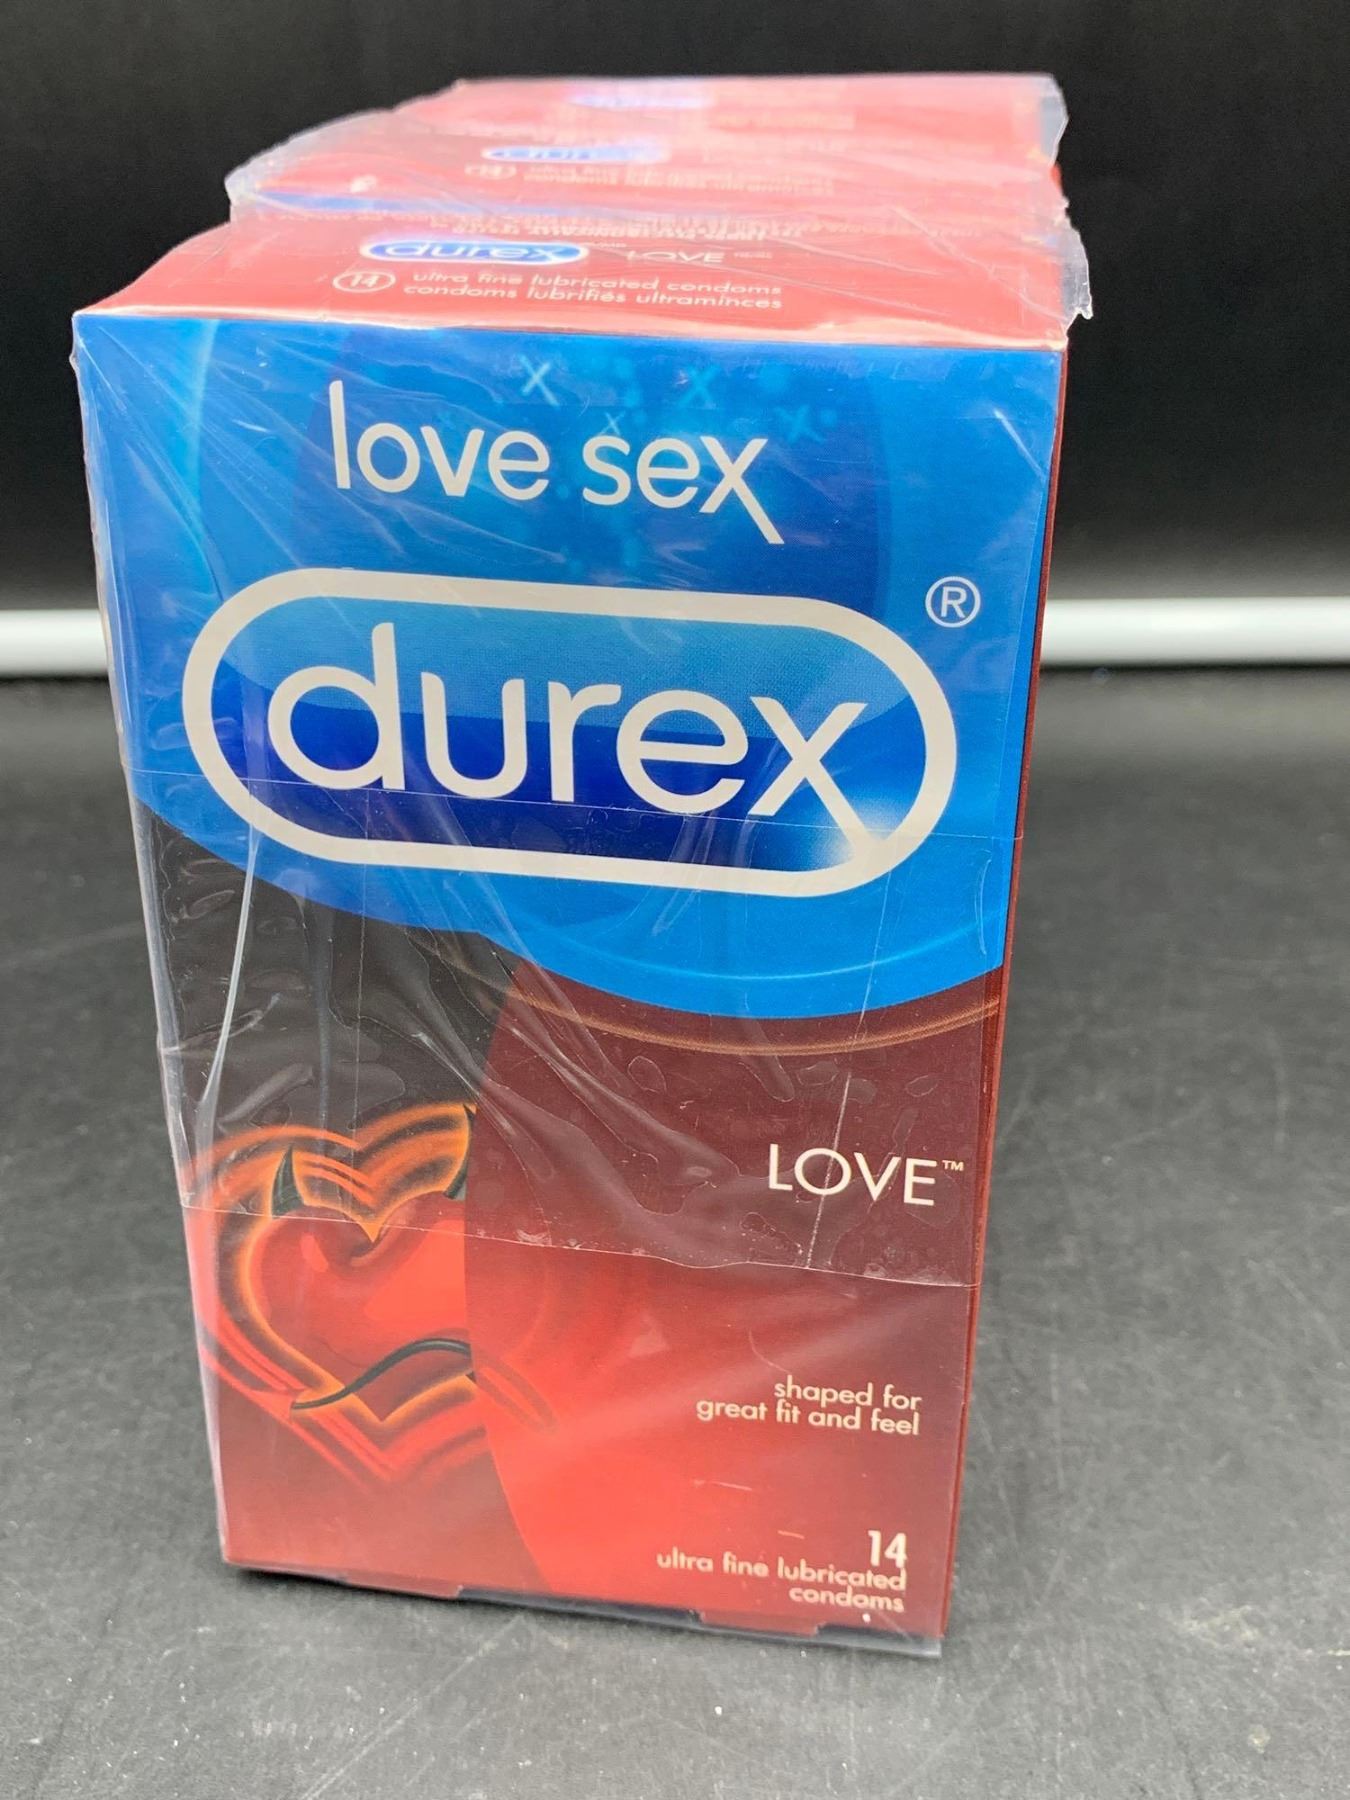 durex LOVE
14 ultra fine lubricated condoms
condoms lubrifiés ultraminces
love sex
durex ®
LOVE™
shaped for
great fit and feel
14
ultra fine lubricated
condoms